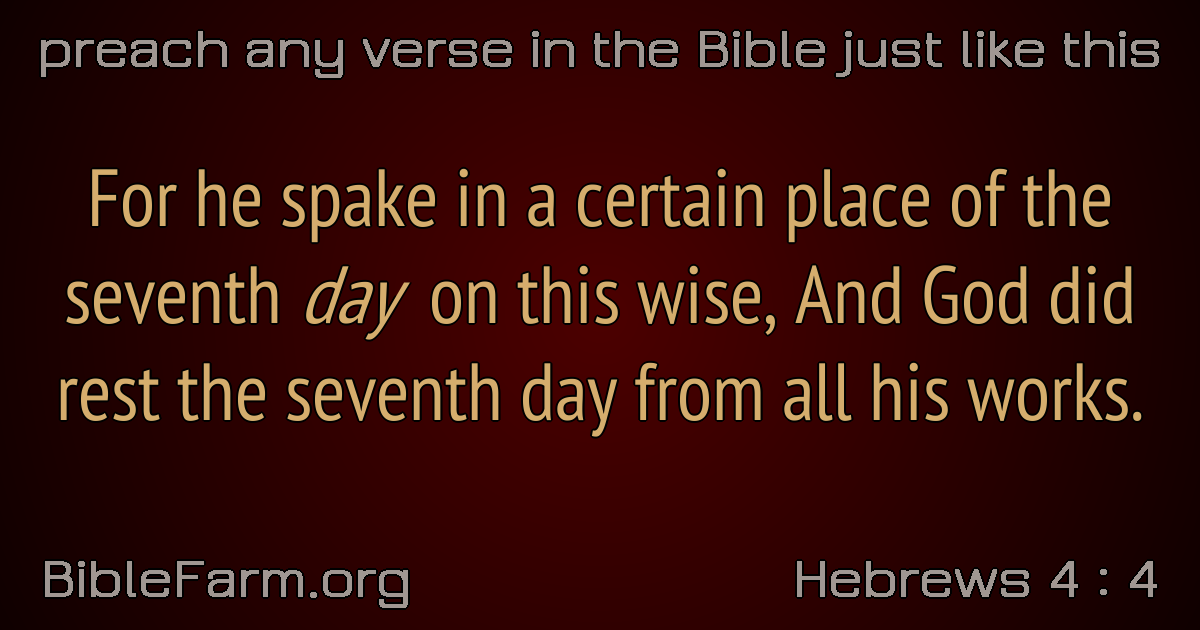 preach any verse in the Bible just like this
For he spake in a certain place of the
seventh day on this wise, And God did
rest the seventh day from all his works.
BibleFarm.org
Hebrews 4 : 4